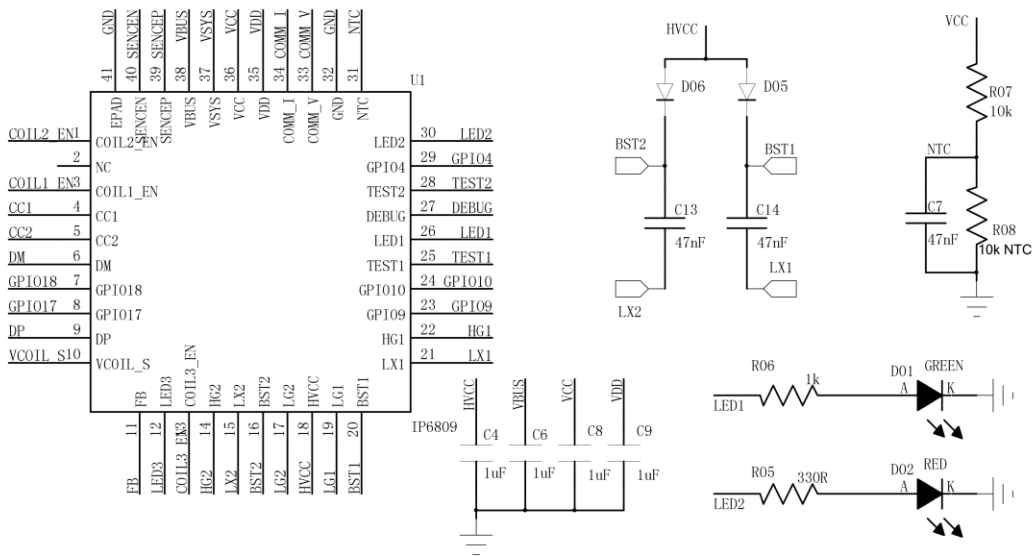 GND
SENCEN
SENCEP
VBUS
VSYS
VCC
VDD
COMM_I
COMM_V
GND
NTC
41
40
39
38
37
36
35
34
33
32
31
U1
EPAD
SENCEN
SENCEP
VBUS
VSYS
VCC
VDD
COMM_I
COMM_V
GND
NTC
COIL2_EN 1 COIL2_EN
2 NC
COIL1_EN 3 COIL1_EN
CC1 4 CC1
CC2 5 CC2
DM 6 DM
GPIO18 7 GPIO18
GPIO17 8 GPIO17
DP 9 DP
VCOIL_S 10 VCOIL_S
LED2 30 LED2
GPIO4 29 GPIO4
TEST2 28 TEST2
DEBUG 27 DEBUG
LED1 26 LED1
TEST1 25 TEST1
GPIO10 24 GPIO10
GPIO9 23 GPIO9
HG1 22 HG1
LX1 21 LX1
FB
LED3
COIL3_EN
HG2
LX2
BST2
LG2
HVCC
LG1
BST1
IP6809
11
12
13
14
15
16
17
18
19
20
FB
LED3
COIL3_EN
HG2
LX2
BST2
LG2
HVCC
LG1
BST1
HVCC
VBUS
VCC
VDD
C4
1uF
C6
1uF
C8
1uF
C9
1uF
HVCC
D06
D05
BST2
BST1
C13
47nF
C14
47nF
LX1
LX2
VCC
R07
10k
NTC
C7
47nF
R08
10k NTC
R06
1k
D01
GREEN
A
K
LED1
R05
330R
D02
RED
A
K
LED2